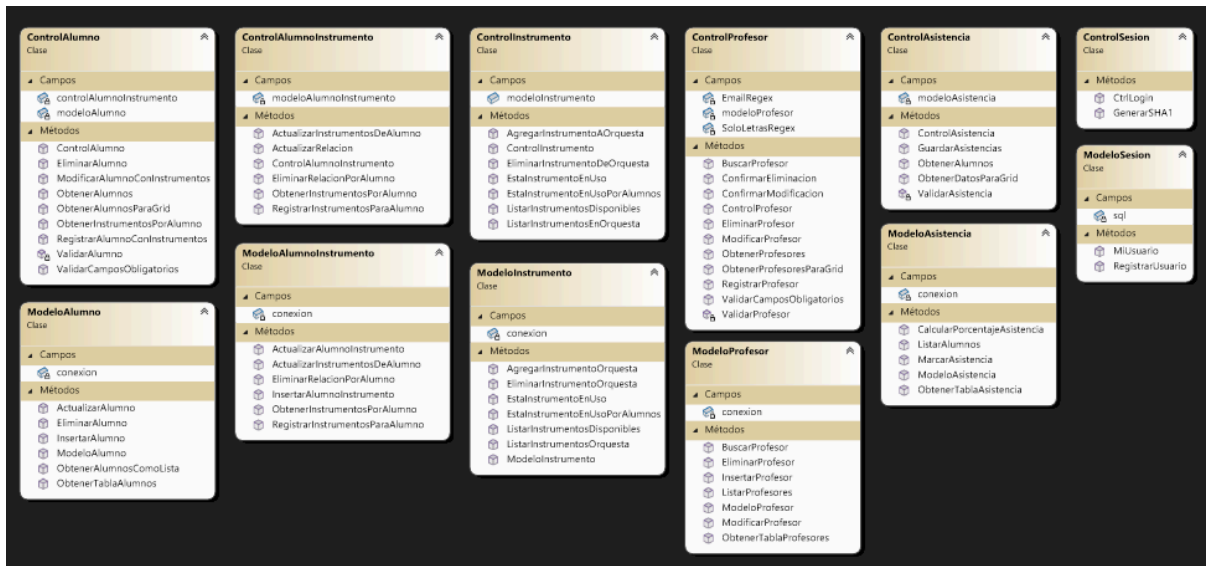 ControlAlumno
Clase
Campos
controlAlumnoInstrumento
modeloAlumno
Métodos
ControlAlumno
EliminarAlumno
ModificarAlumnoConInstrumentos
ObtenerAlumnos
ObtenerAlumnosParaGrid
ObtenerInstrumentosPorAlumno
RegistrarAlumnoConInstrumentos
ValidarAlumno
ValidarCamposObligatorios
ModeloAlumno
Clase
Campos
conexion
Métodos
ActualizarAlumno
EliminarAlumno
InsertarAlumno
ModeloAlumno
ObtenerAlumnosComoLista
ObtenerTablaAlumnos
ControlAlumnoInstrumento
Clase
Campos
modeloAlumnoInstrumento
Métodos
ActualizarInstrumentosDeAlumno
ActualizarRelacion
ControlAlumnoInstrumento
EliminarRelacionPorAlumno
ObtenerInstrumentosPorAlumno
RegistrarInstrumentosParaAlumno
ModeloAlumnoInstrumento
Clase
Campos
conexion
Métodos
ActualizarAlumnoInstrumento
ActualizarInstrumentosDeAlumno
EliminarRelacionPorAlumno
InsertarAlumnoInstrumento
ObtenerInstrumentosPorAlumno
RegistrarInstrumentosParaAlumno
ControlInstrumento
Clase
Campos
modeloInstrumento
Métodos
AgregarInstrumentoAOrquesta
ControlInstrumento
EliminarInstrumentoDeOrquesta
EstaInstrumentoEnUso
EstaInstrumentoEnUsoPorAlumnos
ListarInstrumentosDisponibles
ListarInstrumentosEnOrquesta
ModeloInstrumento
Clase
Campos
conexion
Métodos
AgregarInstrumentoOrquesta
EliminarInstrumentoOrquesta
EstaInstrumentoEnUso
EstaInstrumentoEnUsoPorAlumnos
ListarInstrumentosDisponibles
ListarInstrumentosOrquesta
ModeloInstrumento
ControlProfesor
Clase
Campos
EmailRegex
modeloProfesor
SoloLetrasRegex
Métodos
BuscarProfesor
ConfirmarEliminacion
ConfirmarModificacion
ControlProfesor
EliminarProfesor
ModificarProfesor
ObtenerProfesores
ObtenerProfesoresParaGrid
RegistrarProfesor
ValidarCamposObligatorios
ValidarProfesor
ModeloProfesor
Clase
Campos
conexion
Métodos
BuscarProfesor
EliminarProfesor
InsertarProfesor
ListarProfesores
ModeloProfesor
ModificarProfesor
ObtenerTablaProfesores
ControlAsistencia
Clase
Campos
modeloAsistencia
Métodos
ControlAsistencia
GuardarAsistencias
ObtenerAlumnos
ObtenerDatosParaGrid
ValidarAsistencia
ModeloAsistencia
Clase
Campos
conexion
Métodos
CalcularPorcentajeAsistencia
ListarAlumnos
MarcarAsistencia
ModeloAsistencia
ObtenerTablaAsistencia
ControlSesion
Clase
Métodos
CtrlLogin
GenerarSHA1
ModeloSesion
Clase
Campos
sql
Métodos
MiUsuario
RegistrarUsuario